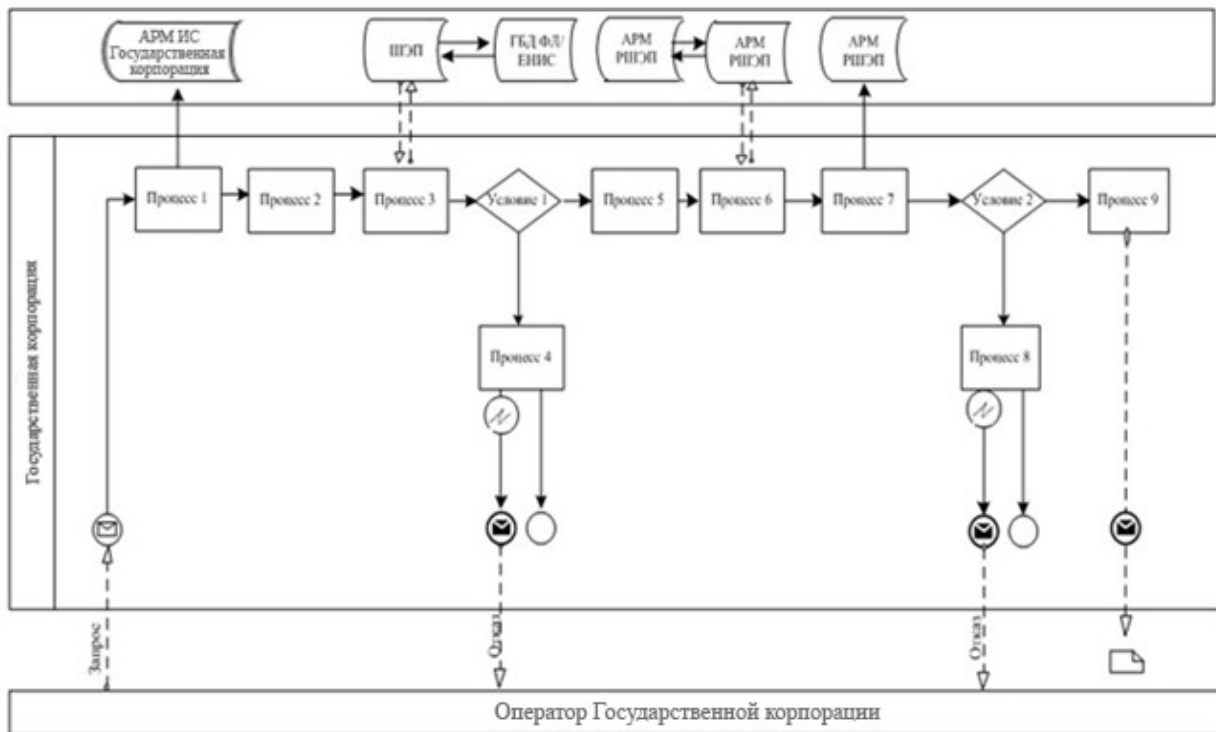 АРМ ИС
Государственная
корпорация
ШЭП
ГБД ФЛ/
ЕНИС
АРМ
РШЭП
АРМ
РШЭП
АРМ
РШЭП
Государственная корпорация
Процесс 1
Процесс 2
Процесс 3
Условие 1
Процесс 5
Процесс 6
Процесс 7
Условие 2
Процесс 9
Процесс 4
Процесс 8
Запрос
Отказ
Отказ
Оператор Государственной корпорации